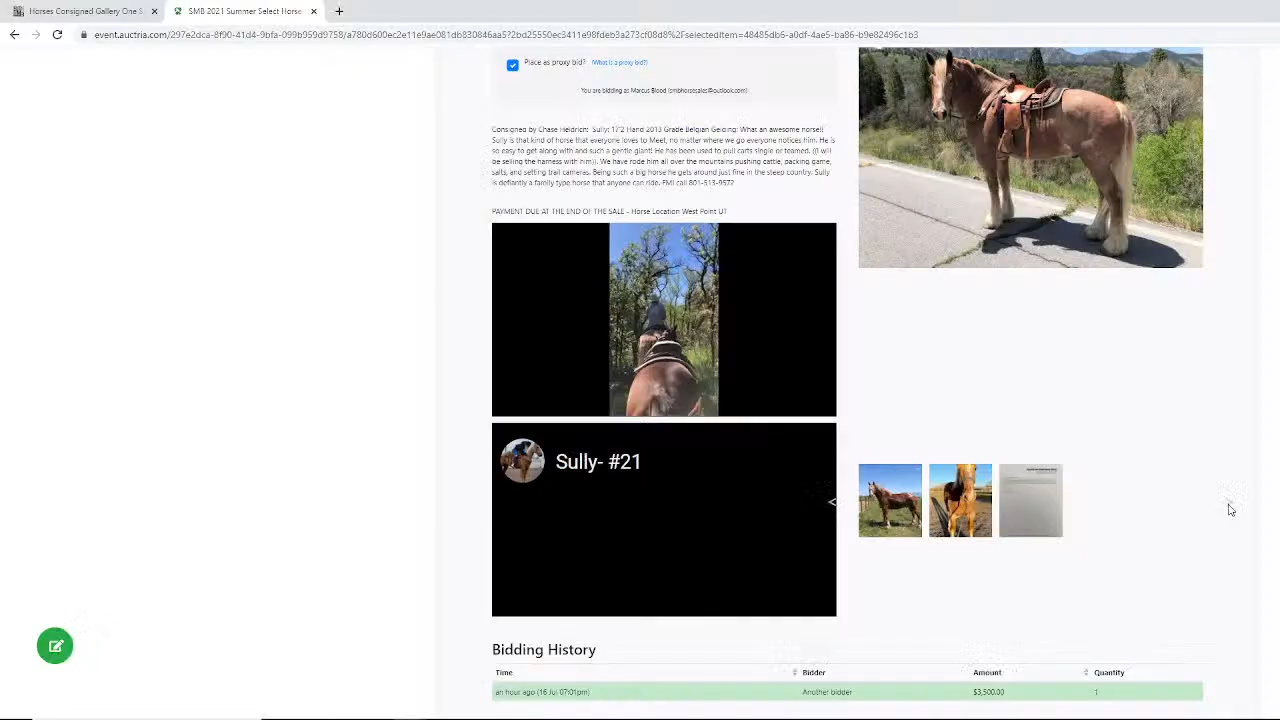 Horses Consigned Gallery One S
SMB 2021 Summer Select Horse
event.auctria.com/297e2dca-8f90-41d4-9bfa-099b959d9758/a780d600ec2e11e9ae081db830846aa5?2bd25550ec3411e98fdeb3a273cf08d8%2FselectedItem=48485db6-a0df-4ae5-ba86-b9e82496c1b3
Place as proxy bid? (What is a proxy bid?)
You are bidding as Marcus Blood (smbhorsesales@outlook.com)
Consigned by Chase Heldrich: Sully: 17'2 Hand 2013 Grade Belgian Gelding: What an awesome horse!!
Sully is that kind of horse that everyone loves to Meet, no matter where we go everyone notices him. He is
so easy to get along with and such a gentle giant! He has been used to pull carts single or teamed. (I will
be selling the harness with him). We have rode him all over the mountains pushing cattle, packing game,
salts, and setting trail cameras. Being such a big horse he gets around just fine in the steep country. Sully
is defiantly a family type horse that anyone can ride. FMI call 801-513-9572
PAYMENT DUE AT THE END OF THE SALE - Horse Location West Point UT
Sully- #21
<
Bidding History
Time Bidder Amount Quantity
an hour ago (16 Jul 07:01pm) Another bidder $3,500.00 1